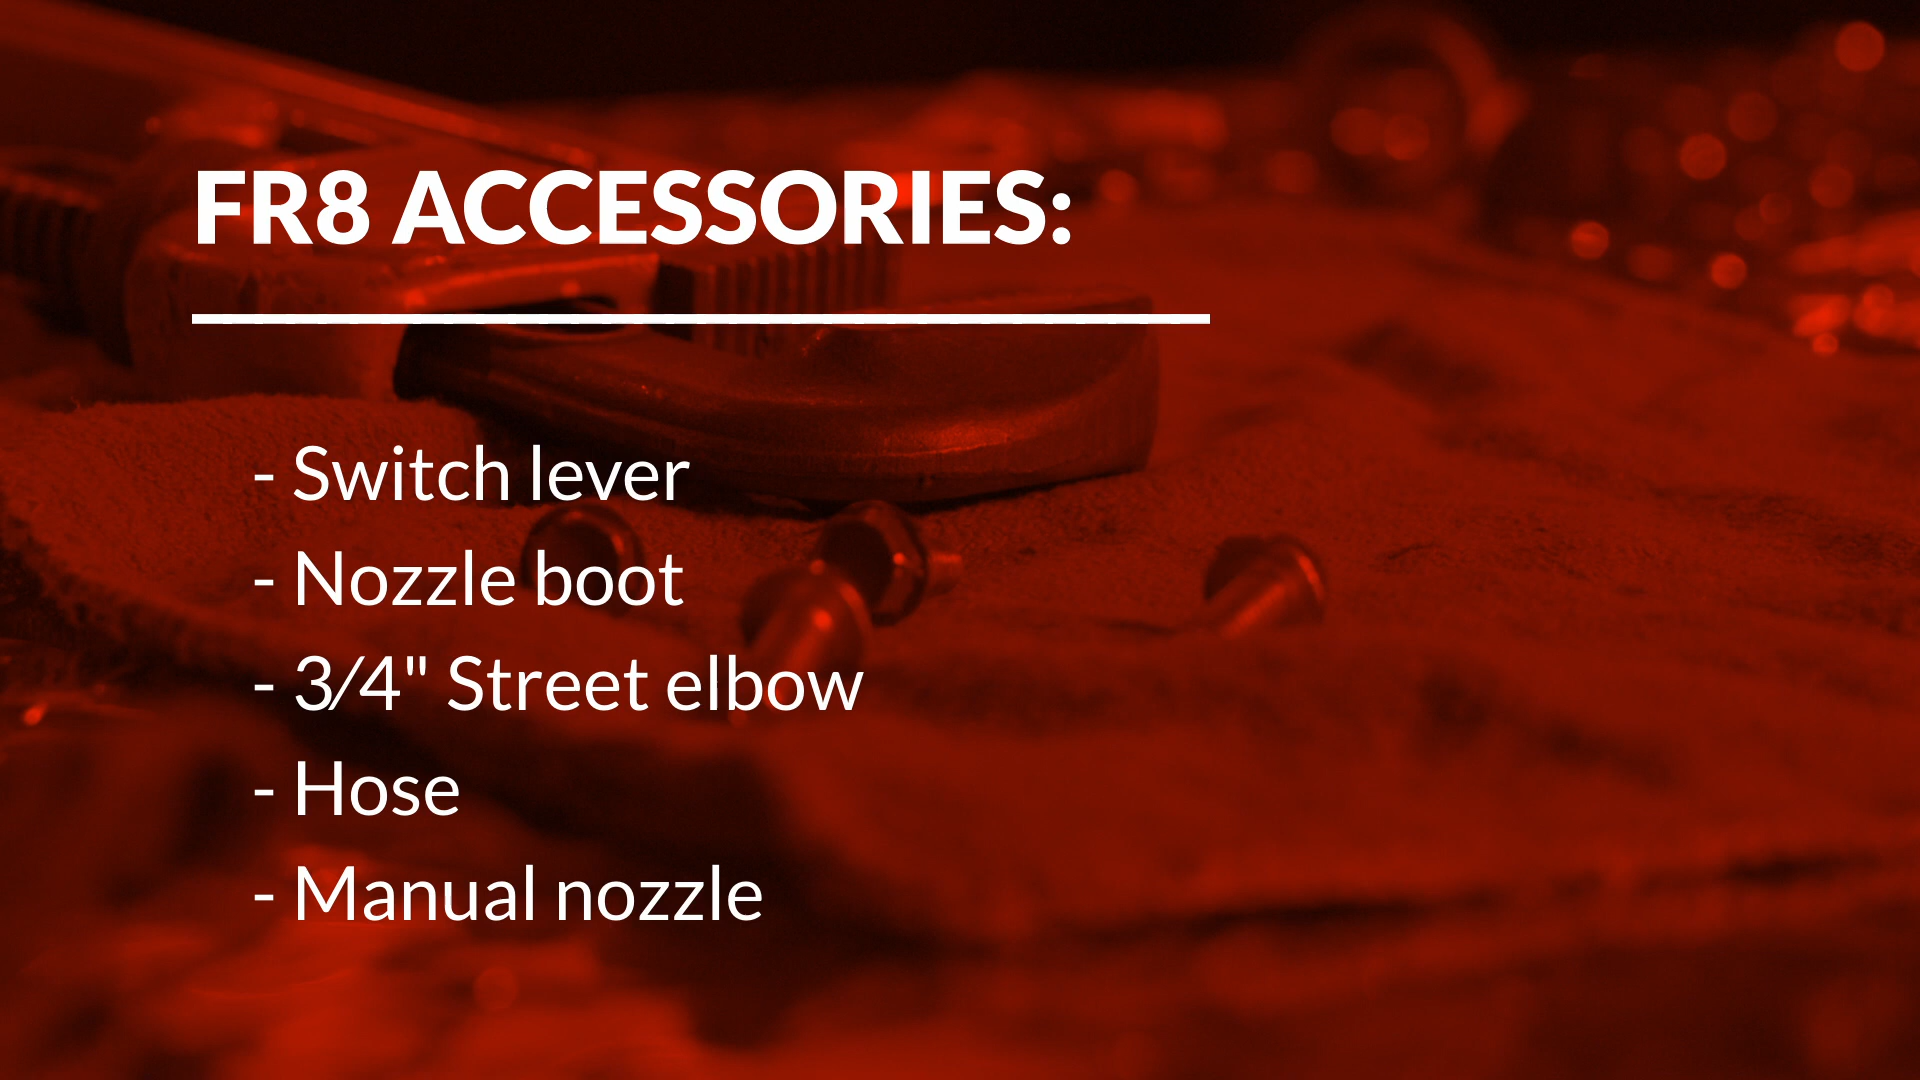 FR8 ACCESSORIES:
- Switch lever
- Nozzle boot
- 3/4" Street elbow
- Hose
- Manual nozzle